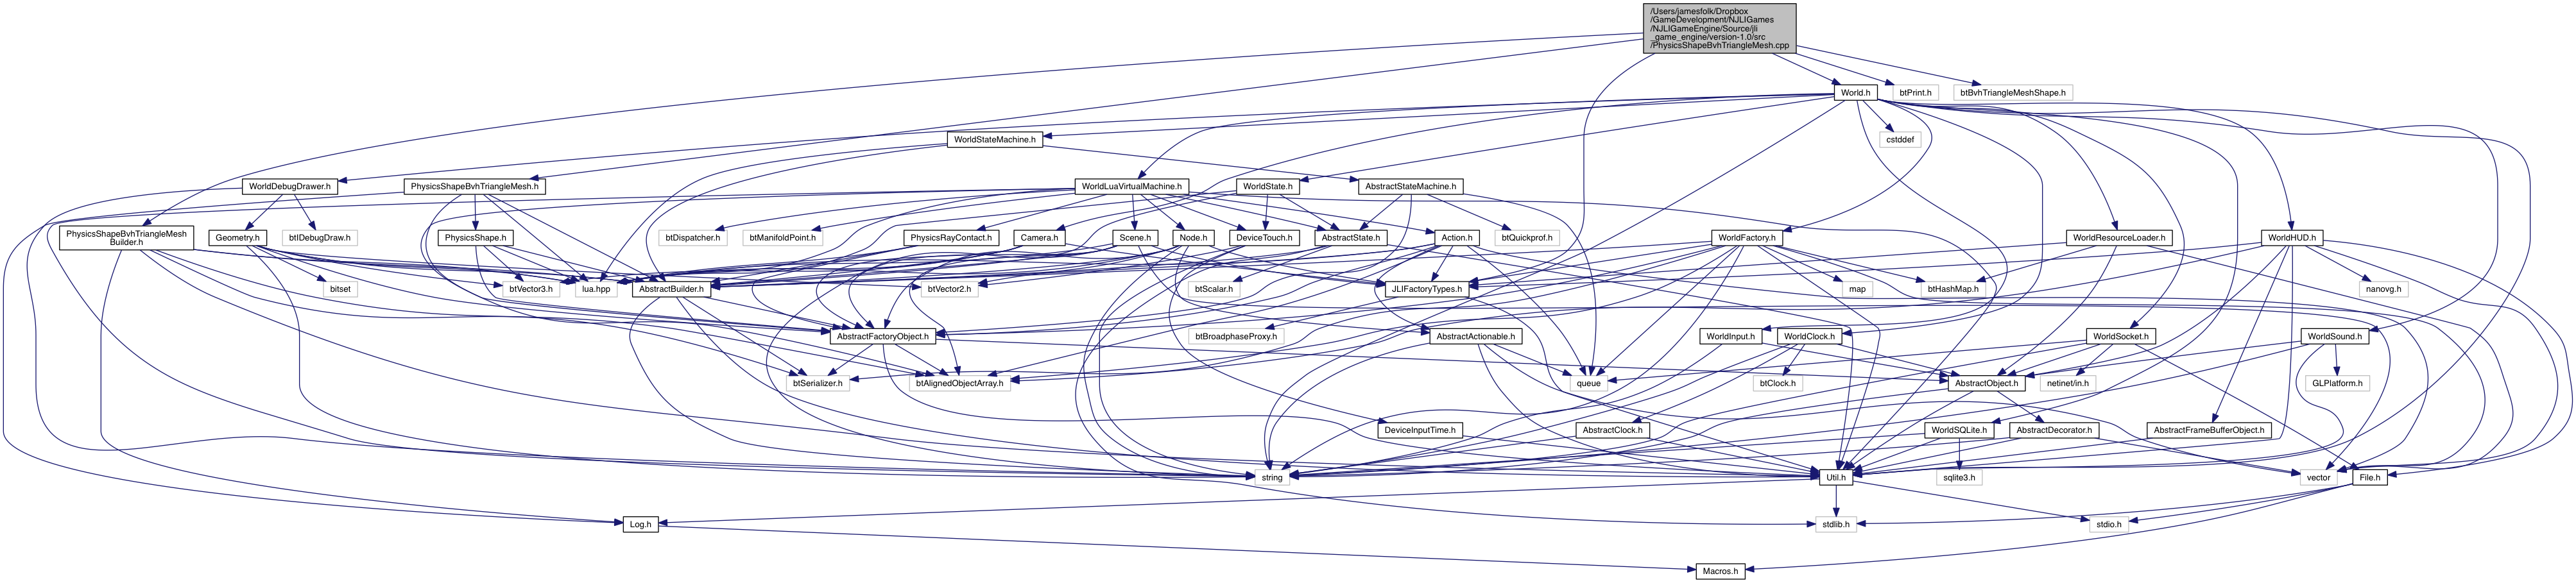 /Users/jamesfolk/Dropbox
/GameDevelopment/NJLIGames
/NJLIGameEngine/Source/jli
_game_engine/version-1.0/src
/PhysicsShapeBvhTriangleMesh.cpp
World.h
btPrint.h
btBvhTriangleMeshShape.h
WorldStateMachine.h
cstddef
WorldDebugDrawer.h
PhysicsShapeBvhTriangleMesh.h
WorldLuaVirtualMachine.h
WorldState.h
AbstractStateMachine.h
PhysicsShapeBvhTriangleMesh
Builder.h
Geometry.h
btIDebugDraw.h
PhysicsShape.h
btDispatcher.h
btManifoldPoint.h
PhysicsRayContact.h
Camera.h
Scene.h
Node.h
DeviceTouch.h
AbstractState.h
Action.h
btQuickprof.h
WorldFactory.h
WorldResourceLoader.h
WorldHUD.h
bitset
btVector3.h
lua.hpp
AbstractBuilder.h
btVector2.h
btScalar.h
JLIFactoryTypes.h
map
btHashMap.h
nanovg.h
AbstractFactoryObject.h
btBroadphaseProxy.h
AbstractActionable.h
WorldInput.h
WorldClock.h
WorldSocket.h
WorldSound.h
btSerializer.h
btAlignedObjectArray.h
queue
btClock.h
AbstractObject.h
netinet/in.h
GLPlatform.h
DeviceInputTime.h
AbstractClock.h
WorldSQLite.h
AbstractDecorator.h
AbstractFrameBufferObject.h
string
Util.h
sqlite3.h
vector
File.h
Log.h
stdlib.h
stdio.h
Macros.h